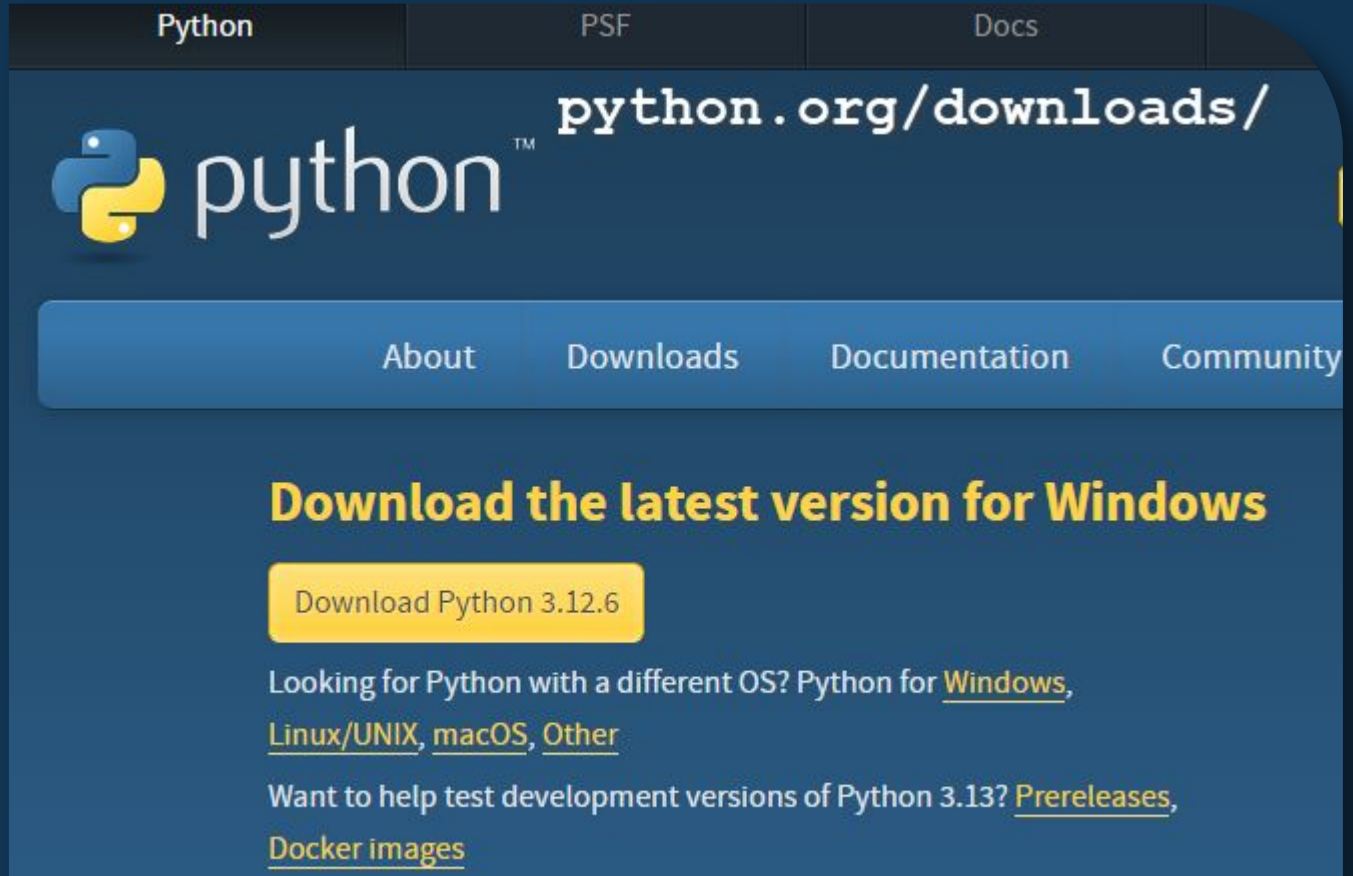 Python PSF Docs
python.org/downloads/
python™
About Downloads Documentation Community
Download the latest version for Windows
Download Python 3.12.6
Looking for Python with a different OS? Python for Windows,
Linux/UNIX, macOS, Other
Want to help test development versions of Python 3.13? Prereleases,
Docker images